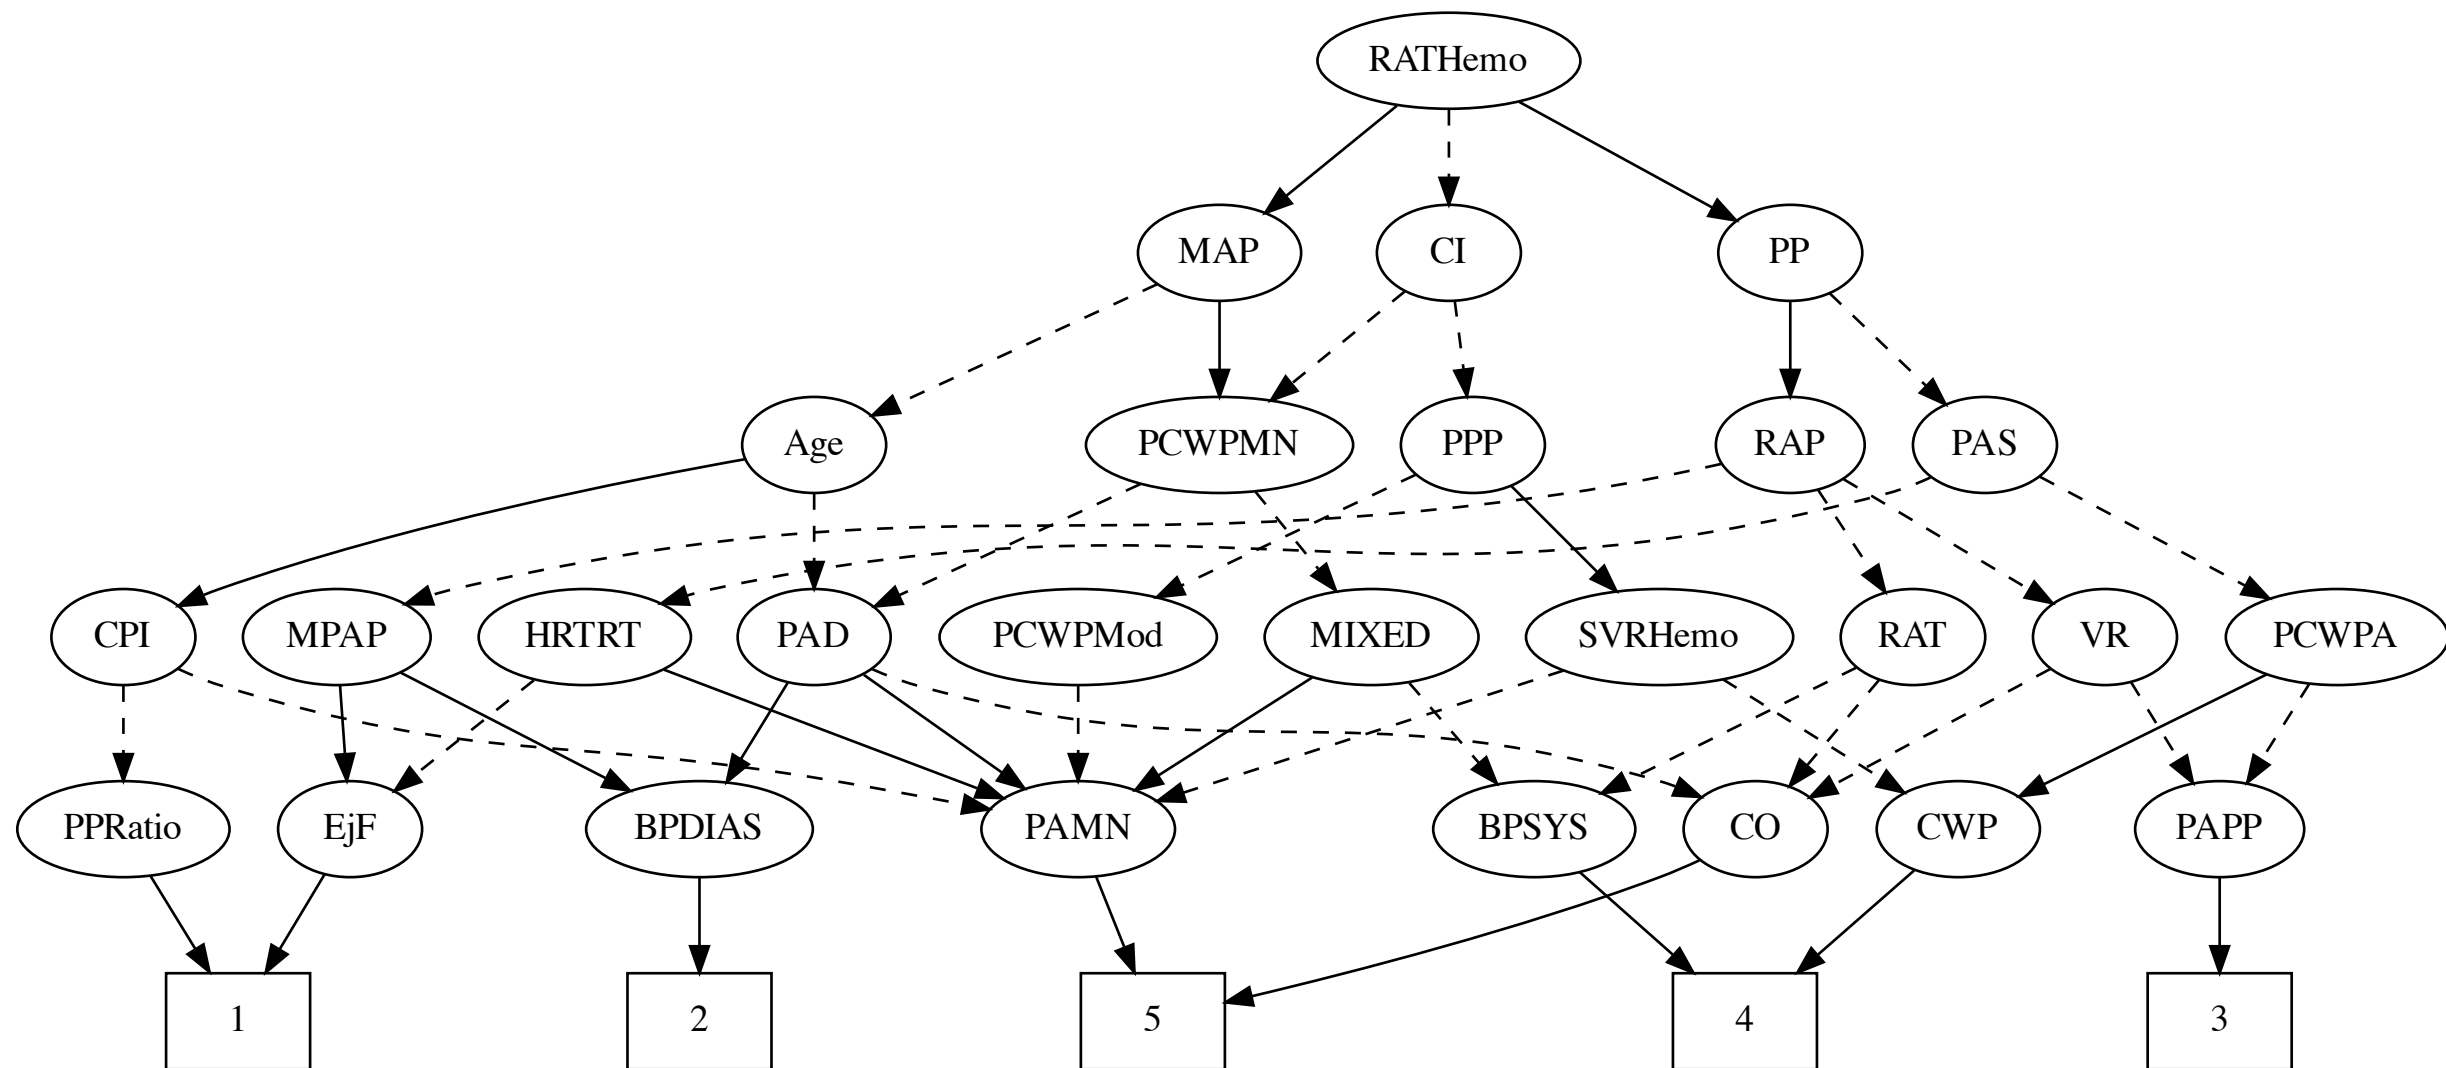 RATHemo
MAP
CI
PP
Age
PCWPMN
PPP
RAP
PAS
CPI
MPAP
HRTRT
PAD
PCWPMod
MIXED
SVRHemo
RAT
VR
PCWPA
PPRatio
EjF
BPDIAS
PAMN
BPSYS
CO
CWP
PAPP
1
2
5
4
3